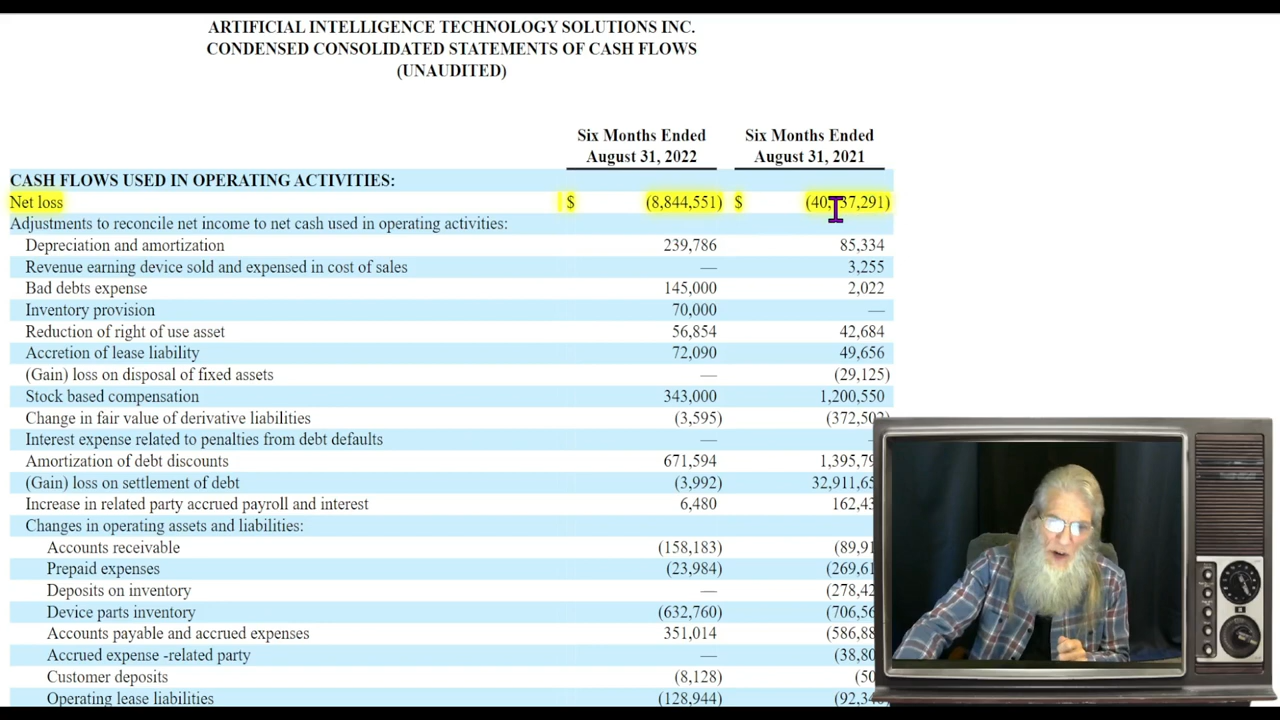 ARTIFICIAL INTELLIGENCE TECHNOLOGY SOLUTIONS INC.
CONDENSED CONSOLIDATED STATEMENTS OF CASH FLOWS
(UNAUDITED)
Six Months Ended Six Months Ended
August 31, 2022 August 31, 2021
CASH FLOWS USED IN OPERATING ACTIVITIES:
Net loss $ (8,844,551) $
Adjustments to reconcile net income to net cash used in operating activities:
Depreciation and amortization 239,786 85,334
Revenue earning device sold and expensed in cost of sales — 3,255
Bad debts expense 145,000 2,022
Inventory provision 70,000 —
Reduction of right of use asset 56,854 42,684
Accretion of lease liability 72,090 49,656
(Gain) loss on disposal of fixed assets — (29,125)
Stock based compensation 343,000 1,200,550
Change in fair value of derivative liabilities (3,595)
Interest expense related to penalties from debt defaults —
Amortization of debt discounts 671,594
(Gain) loss on settlement of debt (3,992)
Increase in related party accrued payroll and interest 6,480
Changes in operating assets and liabilities:
Accounts receivable (158,183)
Prepaid expenses (23,984)
Deposits on inventory —
Device parts inventory (632,760)
Accounts payable and accrued expenses 351,014
Accrued expense -related party —
Customer deposits (8,128)
Operating lease liabilities (128,944)